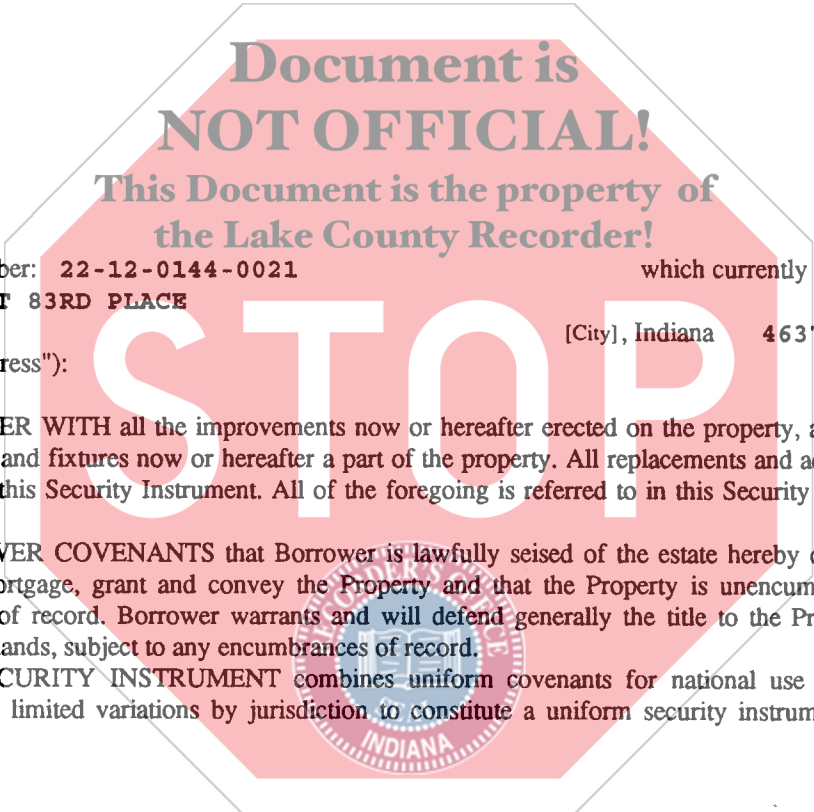 Document is
NOT OFFICIAL!
This Document is the property of
the Lake County Recorder!
ber: 22-12-0144-0021 which currently
T 83RD PLACE
[City], Indiana 4637
ress"):
STOP
ER WITH all the improvements now or hereafter erected on the property, a
and fixtures now or hereafter a part of the property. All replacements and a
this Security Instrument. All of the foregoing is referred to in this Security
VER COVENANTS that Borrower is lawfully seised of the estate hereby
ortgage, grant and convey the Property and that the Property is unencum
of record. Borrower warrants and will defend generally the title to the Pr
ands, subject to any encumbrances of record.
CURITY INSTRUMENT combines uniform covenants for national use
limited variations by jurisdiction to constitute a uniform security instrum
RECORDER'S OFFICE
INDIANA